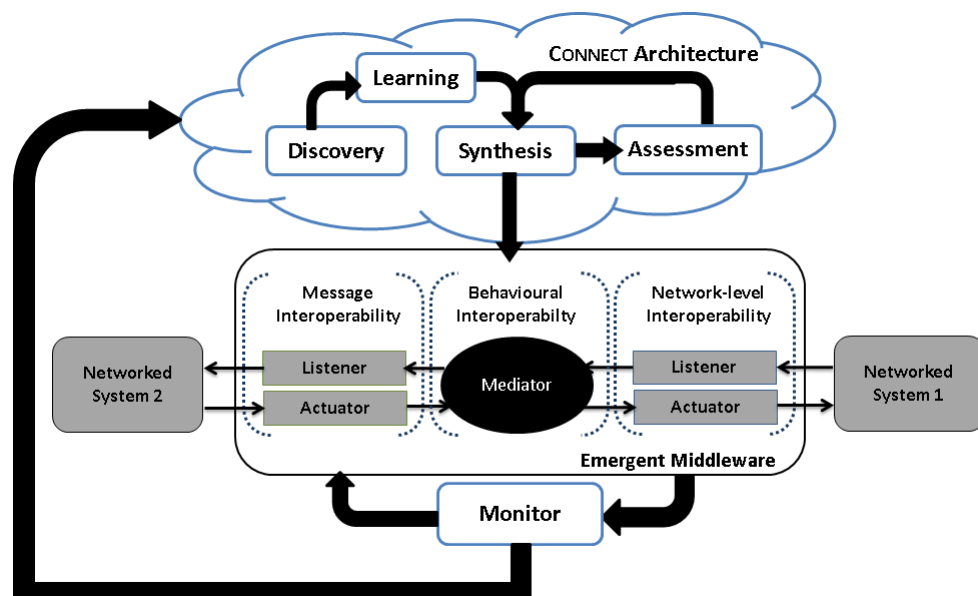 CONNECT Architecture
Learning
Discovery
Synthesis
Assessment
Message
Interoperability
Behavioural
Interoperabilty
Network-level
Interoperability
Networked
System 2
Listener
Actuator
Mediator
Listener
Actuator
Networked
System 1
Emergent Middleware
Monitor